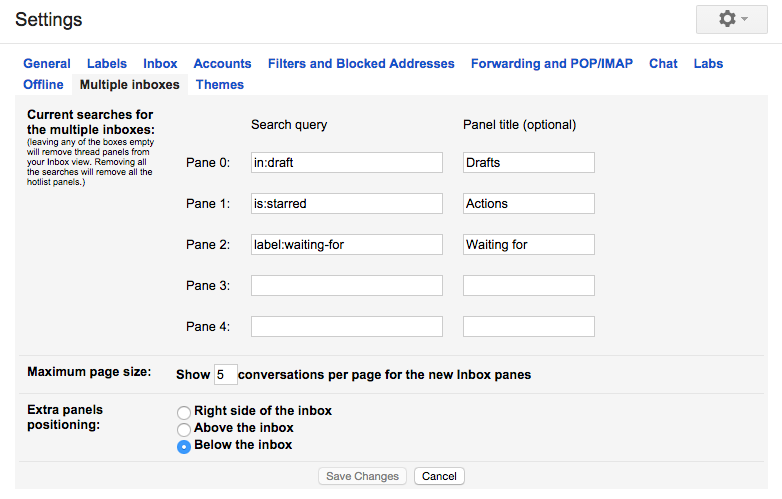 Settings
General Labels Inbox Accounts Filters and Blocked Addresses Forwarding and POP/IMAP Chat Labs
Offline Multiple inboxes Themes
Current searches for
the multiple inboxes:
(leaving any of the boxes empty
will remove thread panels from
your Inbox view. Removing all
the searches will remove all the
hotlist panels.)
Search query Panel title (optional)
Pane 0: in:draft Drafts
Pane 1: is:starred Actions
Pane 2: label:waiting-for Waiting for
Pane 3:
Pane 4:
Maximum page size: Show 5 conversations per page for the new Inbox panes
Extra panels
positioning:
Right side of the inbox
Above the inbox
Below the inbox
Save Changes Cancel